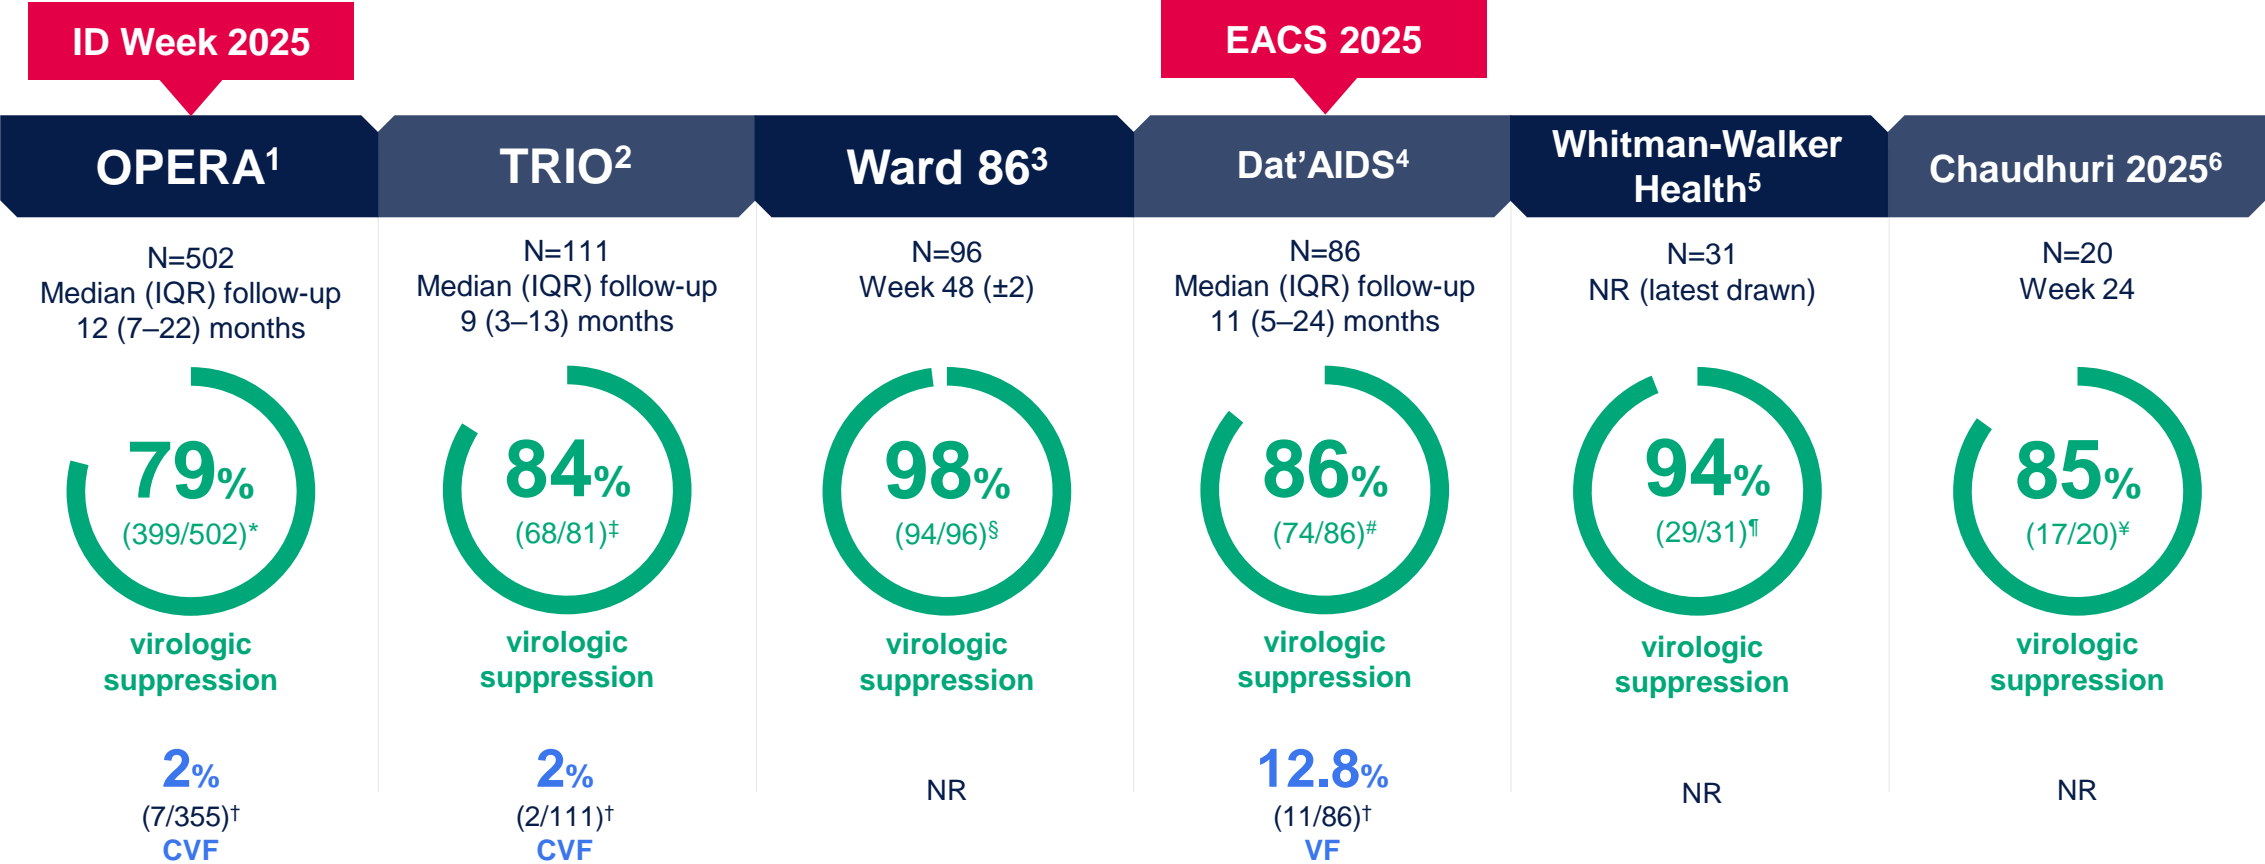 ID Week 2025
EACS 2025
OPERA¹
N=502
Median (IQR) follow-up
12 (7–22) months
79%
(399/502)*
virologic
suppression
2%
(7/355)†
CVF
TRIO²
N=111
Median (IQR) follow-up
9 (3–13) months
84%
(68/81)‡
virologic
suppression
2%
(2/111)†
CVF
Ward 86³
N=96
Week 48 (±2)
98%
(94/96)§
virologic
suppression
NR
Dat’AIDS⁴
N=86
Median (IQR) follow-up
11 (5–24) months
86%
(74/86)#
virologic
suppression
12.8%
(11/86)†
VF
Whitman-Walker
Health⁵
N=31
NR (latest drawn)
94%
(29/31)¶
virologic
suppression
NR
Chaudhuri 2025⁶
N=20
Week 24
85%
(17/20)¥
virologic
suppression
NR